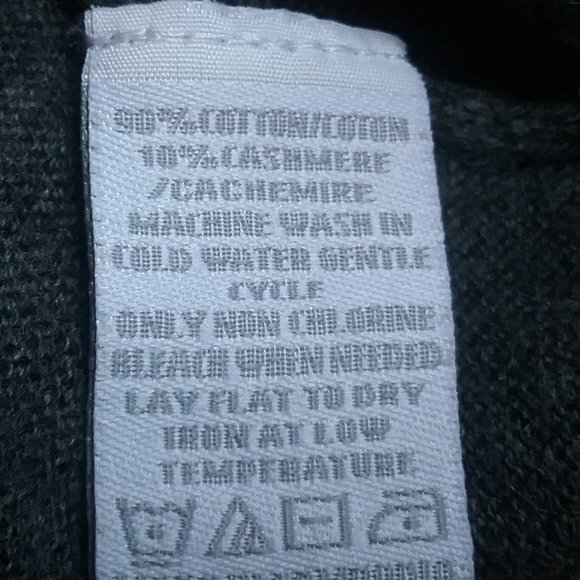 90% COTTON/COTON
10% CASHMERE
/CACHEMIRE
MACHINE WASH IN
COLD WATER GENTLE
CYCLE
ONLY NON CHLORINE
BLEACH WHEN NEEDED
LAY FLAT TO DRY
IRON AT LOW
TEMPERATURE